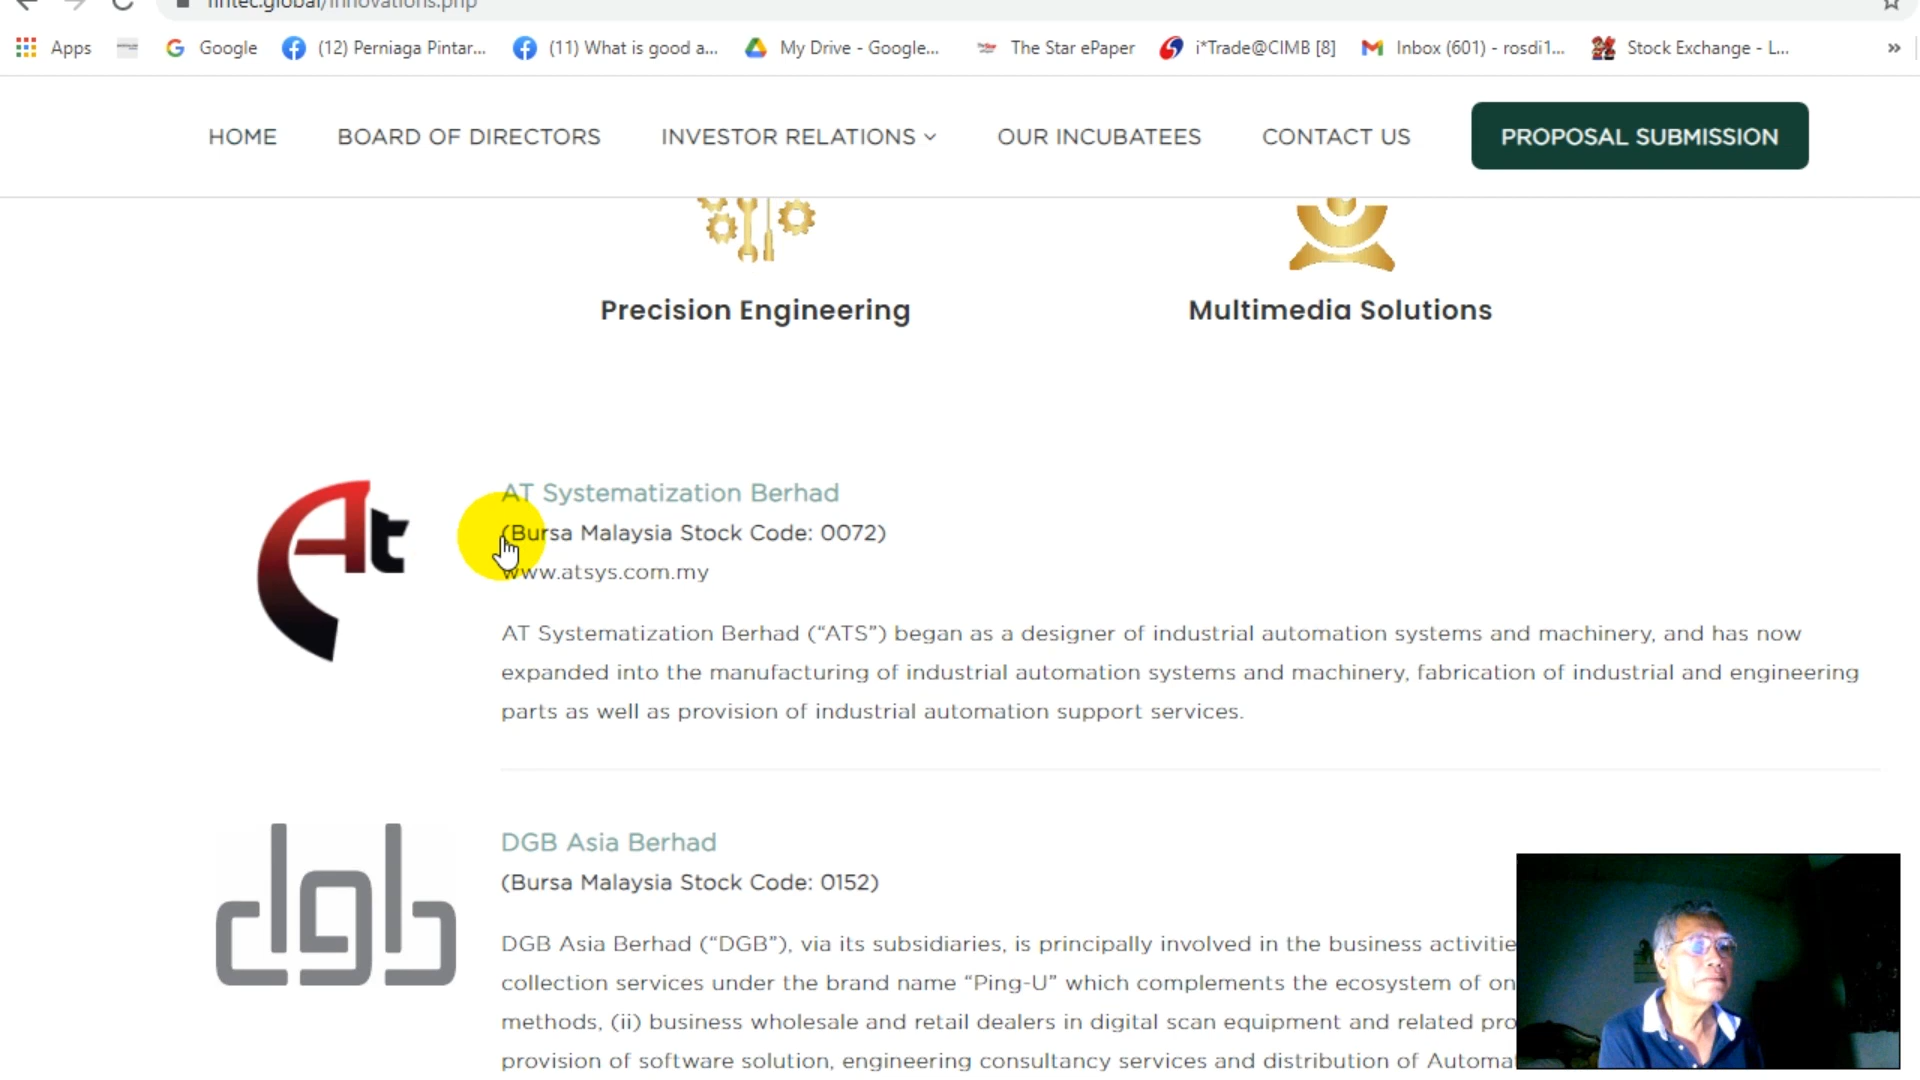 fintec.global/innovations.php
Apps Google (12) Perniaga Pintar... (11) What is good a... My Drive - Google... The Star ePaper i*Trade@CIMB [8] Inbox (601) - rosdi1... Stock Exchange - L... »
HOME BOARD OF DIRECTORS INVESTOR RELATIONS OUR INCUBATEES CONTACT US PROPOSAL SUBMISSION
Precision Engineering Multimedia Solutions
At
AT Systematization Berhad
(Bursa Malaysia Stock Code: 0072)
www.atsys.com.my
AT Systematization Berhad (“ATS”) began as a designer of industrial automation systems and machinery, and has now
expanded into the manufacturing of industrial automation systems and machinery, fabrication of industrial and engineering
parts as well as provision of industrial automation support services.
dgb
DGB Asia Berhad
(Bursa Malaysia Stock Code: 0152)
DGB Asia Berhad (“DGB”), via its subsidiaries, is principally involved in the business activitie
collection services under the brand name “Ping-U” which complements the ecosystem of on
methods, (ii) business wholesale and retail dealers in digital scan equipment and related pro
provision of software solution, engineering consultancy services and distribution of Automa